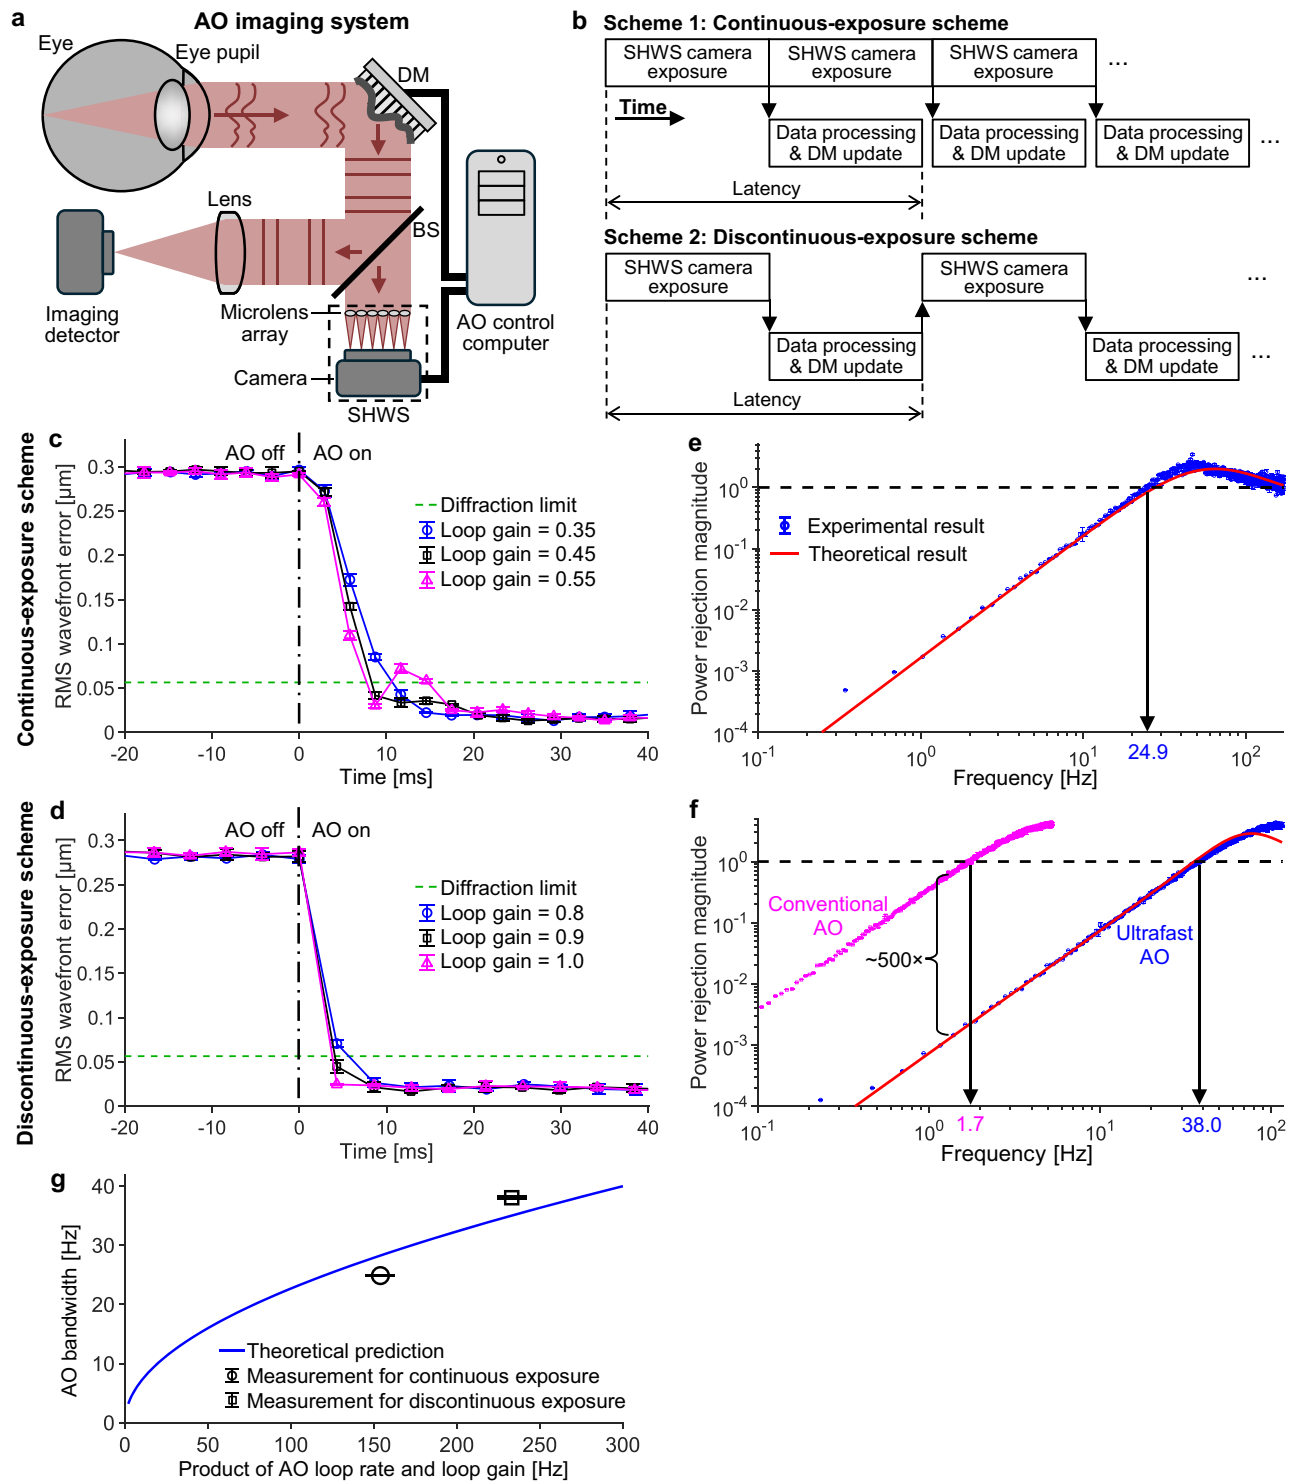 a
AO imaging system
Eye
Eye pupil
DM
Lens
BS
Imaging
detector
Microlens
array
Camera
SHWS
AO control
computer
b
Scheme 1: Continuous-exposure scheme
SHWS camera
exposure
SHWS camera
exposure
SHWS camera
exposure
...
Time
Data processing
& DM update
Data processing
& DM update
Data processing
& DM update
...
Latency
Scheme 2: Discontinuous-exposure scheme
SHWS camera
exposure
SHWS camera
exposure
...
Data processing
& DM update
Data processing
& DM update
...
Latency
Continuous-exposure scheme
c
AO off
AO on
Diffraction limit
Loop gain = 0.35
Loop gain = 0.45
Loop gain = 0.55
RMS wavefront error [µm]
0.3
0.25
0.2
0.15
0.1
0.05
0
-20
-10
0
10
20
30
40
Time [ms]
e
Power rejection magnitude
10^0
10^-1
10^-2
10^-3
10^-4
Experimental result
Theoretical result
10^-1
10^0
10^1
24.9
10^2
Frequency [Hz]
Discontinuous-exposure scheme
d
AO off
AO on
Diffraction limit
Loop gain = 0.8
Loop gain = 0.9
Loop gain = 1.0
RMS wavefront error [µm]
0.3
0.25
0.2
0.15
0.1
0.05
0
-20
-10
0
10
20
30
40
Time [ms]
f
Power rejection magnitude
10^0
10^-1
10^-2
10^-3
10^-4
Conventional
AO
~500×
Ultrafast
AO
10^-1
10^0
1.7
10^1
38.0
10^2
Frequency [Hz]
g
AO bandwidth [Hz]
40
30
20
10
0
Theoretical prediction
Measurement for continuous exposure
Measurement for discontinuous exposure
0
50
100
150
200
250
300
Product of AO loop rate and loop gain [Hz]